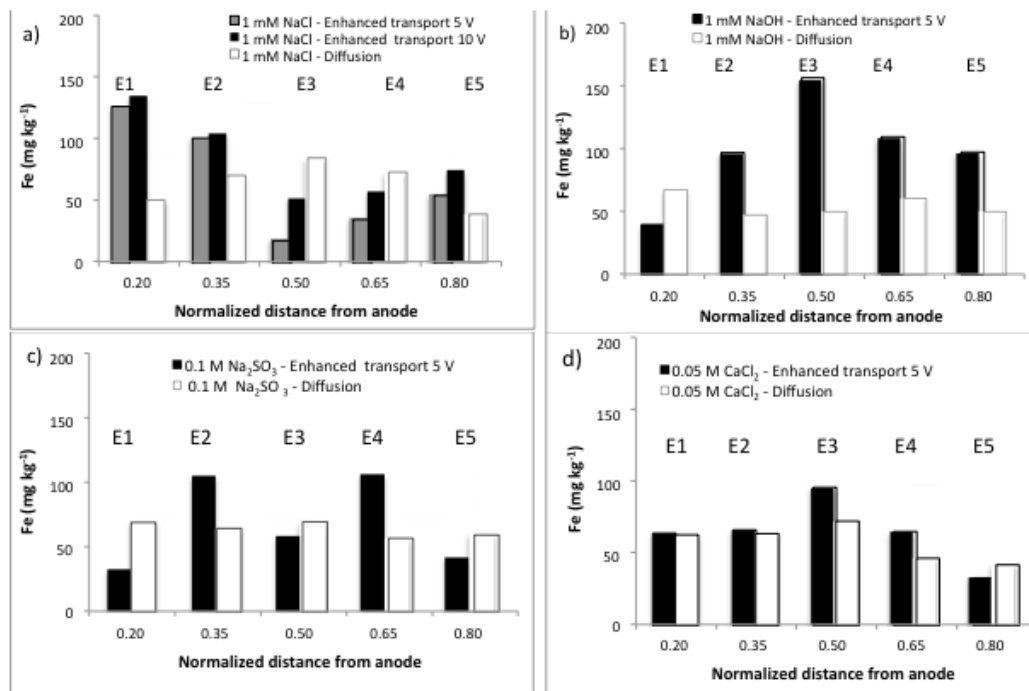 a)
1 mM NaCl - Enhanced transport 5 V
1 mM NaCl - Enhanced transport 10 V
1 mM NaCl - Diffusion
200
150
100
50
0
Fe (mg kg⁻¹)
E1 E2 E3 E4 E5
0.20 0.35 0.50 0.65 0.80
Normalized distance from anode
b)
1 mM NaOH - Enhanced transport 5 V
1 mM NaOH - Diffusion
200
150
100
50
0
Fe (mg kg⁻¹)
E1 E2 E3 E4 E5
0.20 0.35 0.50 0.65 0.80
Normalized distance from anode
c)
0.1 M Na₂SO₃ - Enhanced transport 5 V
0.1 M Na₂SO₃ - Diffusion
200
150
100
50
0
Fe (mg kg⁻¹)
E1 E2 E3 E4 E5
0.20 0.35 0.50 0.65 0.80
Normalized distance from anode
d)
0.05 M CaCl₂ - Enhanced transport 5 V
0.05 M CaCl₂ - Diffusion
200
150
100
50
0
Fe (mg kg⁻¹)
E1 E2 E3 E4 E5
0.20 0.35 0.50 0.65 0.80
Normalized distance from anode